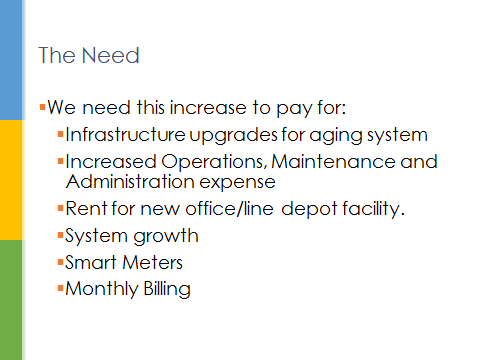 The Need
▪We need this increase to pay for:
▪Infrastructure upgrades for aging system
▪Increased Operations, Maintenance and
Administration expense
▪Rent for new office/line depot facility.
▪System growth
▪Smart Meters
▪Monthly Billing